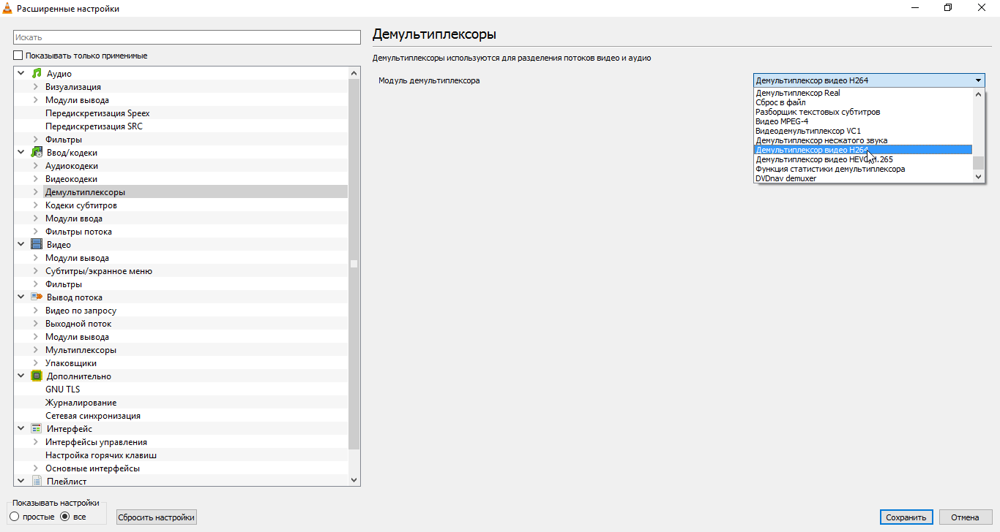 Расширенные настройки
Искать
Показывать только применимые
Аудио
Визуализация
Модули вывода
Передискретизация Speex
Передискретизация SRC
Фильтры
Ввод/кодеки
Аудиокодеки
Видеокодеки
Демультиплексоры
Кодеки субтитров
Модули ввода
Фильтры потока
Видео
Модули вывода
Субтитры/экранное меню
Фильтры
Вывод потока
Видео по запросу
Выходной поток
Модули вывода
Мультиплексоры
Упаковщики
Дополнительно
GNU TLS
Журналирование
Сетевая синхронизация
Интерфейс
Интерфейсы управления
Настройка горячих клавиш
Основные интерфейсы
Плейлист
Показывать настройки
простые все
Сбросить настройки
Демультиплексоры
Демультиплексоры используются для разделения потоков видео и аудио
Модуль демультиплексора Демультиплексор видео H264
Демультиплексор Real
Сброс в файл
Разборщик текстовых субтитров
Видео MPEG-4
Видеодемультиплексор VC1
Демультиплексор несжатого звука
Демультиплексор видео H264
Демультиплексор видео HEVC/H.265
Функция статистики демультиплексора
DVDnav demuxer
Сохранить Отмена